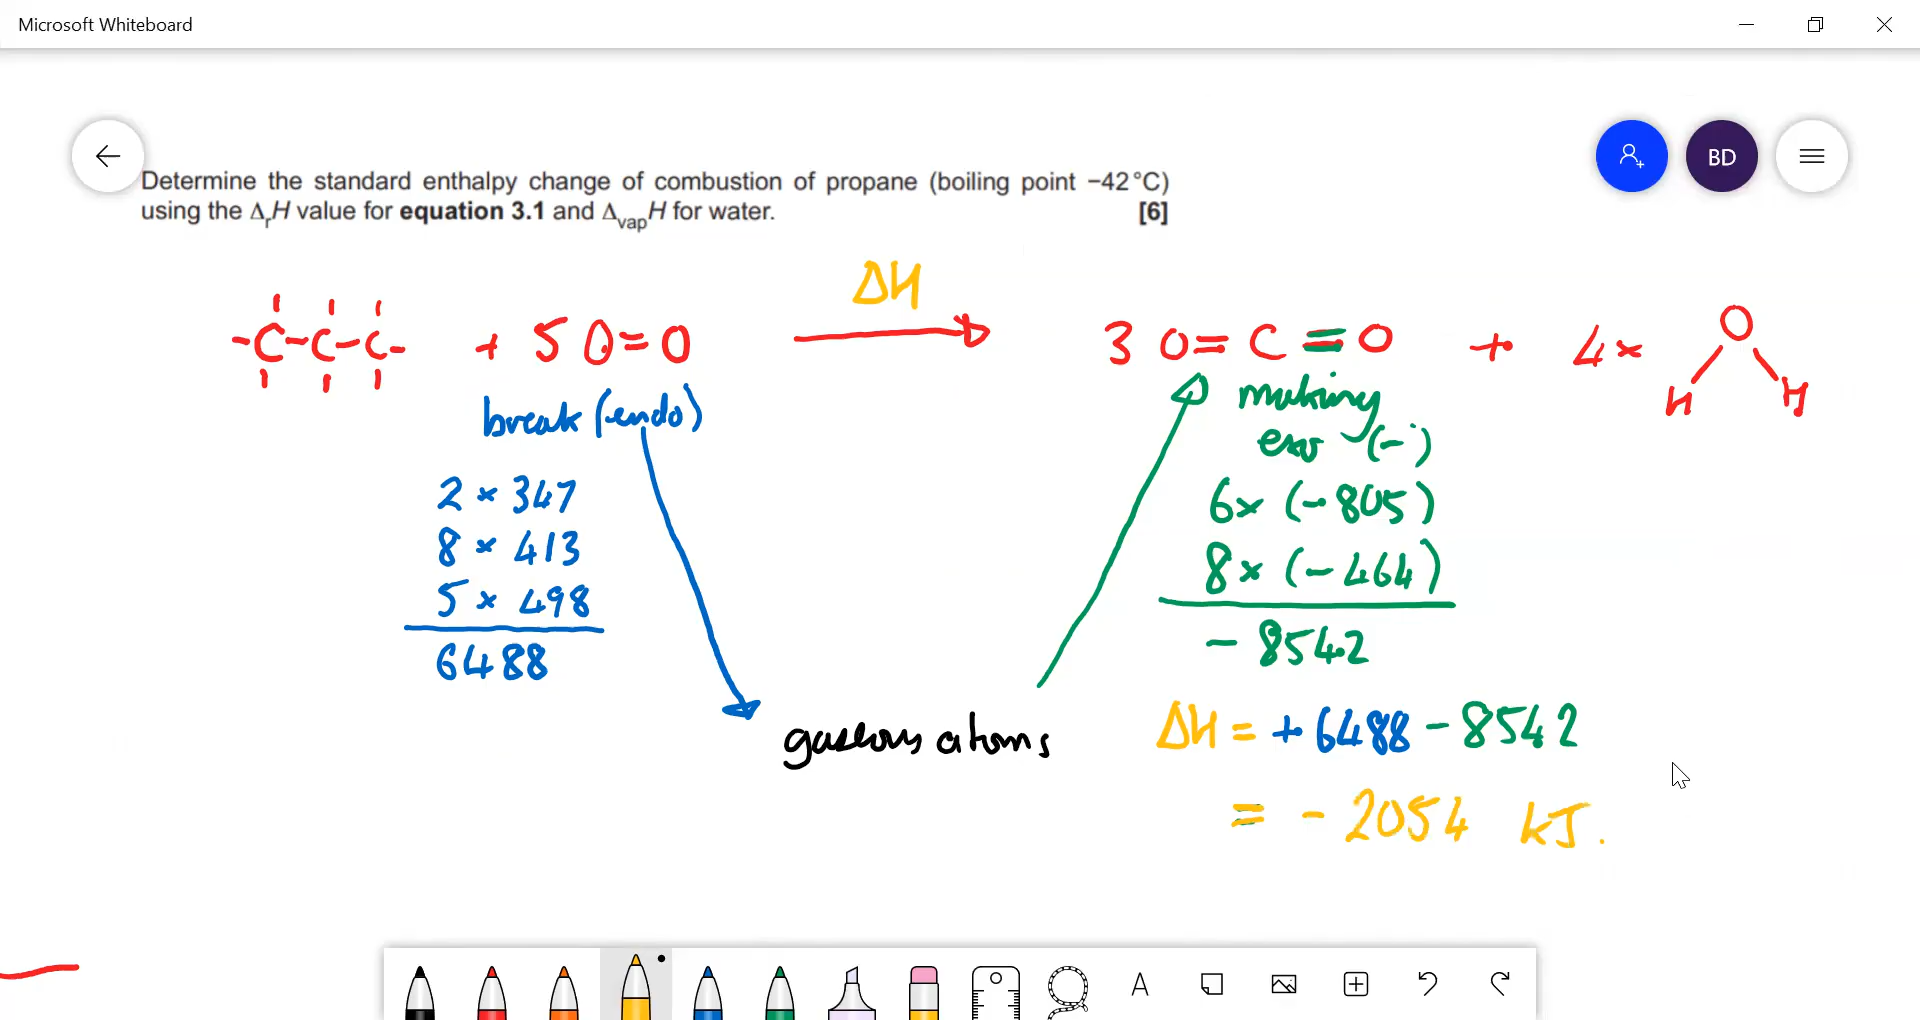 Microsoft Whiteboard
BD
Determine the standard enthalpy change of combustion of propane (boiling point −42 °C)
using the ΔrH value for equation 3.1 and ΔvapH for water. [6]
ΔH
-C-C-C- + 5 O=O → 3 O=C=O + 4× H O H
break (endo)
2 × 347
8 × 413
5 × 498
6488
gaseous atoms
making
exo (-)
6× (-805)
8× (-464)
- 8542
ΔH = +6488 - 8542
= - 2054 kJ.
A